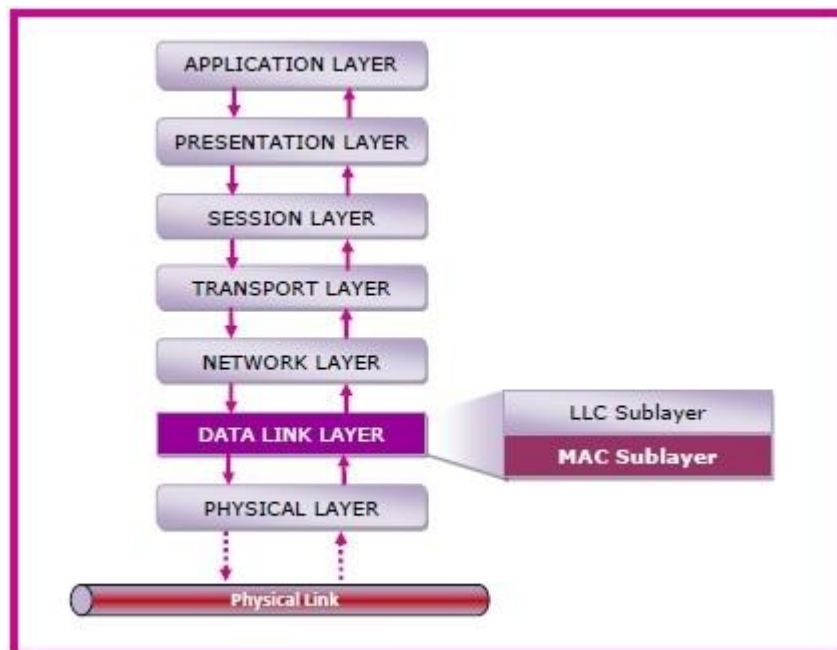 APPLICATION LAYER
PRESENTATION LAYER
SESSION LAYER
TRANSPORT LAYER
NETWORK LAYER
DATA LINK LAYER
LLC Sublayer
MAC Sublayer
PHYSICAL LAYER
Physical Link